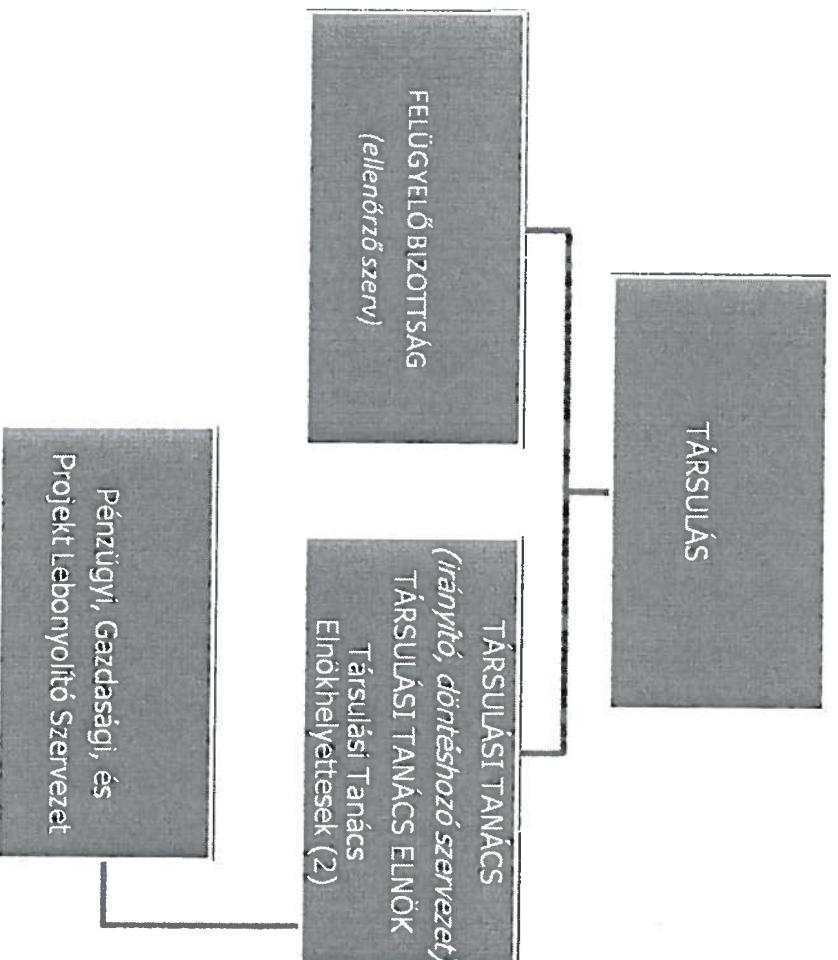 TÁRSULÁS
FELÜGYELŐ BIZOTTSÁG
(ellenőrző szerv)
TÁRSULÁSI TANÁCS
(irányító, döntéshozó szervezet)
TÁRSULÁSI TANÁCS ELNÖK
Társulási Tanács
Elnökhelyettesek (2)
Pénzügyi, Gazdasági, és
Projekt Lebonyolító Szervezet